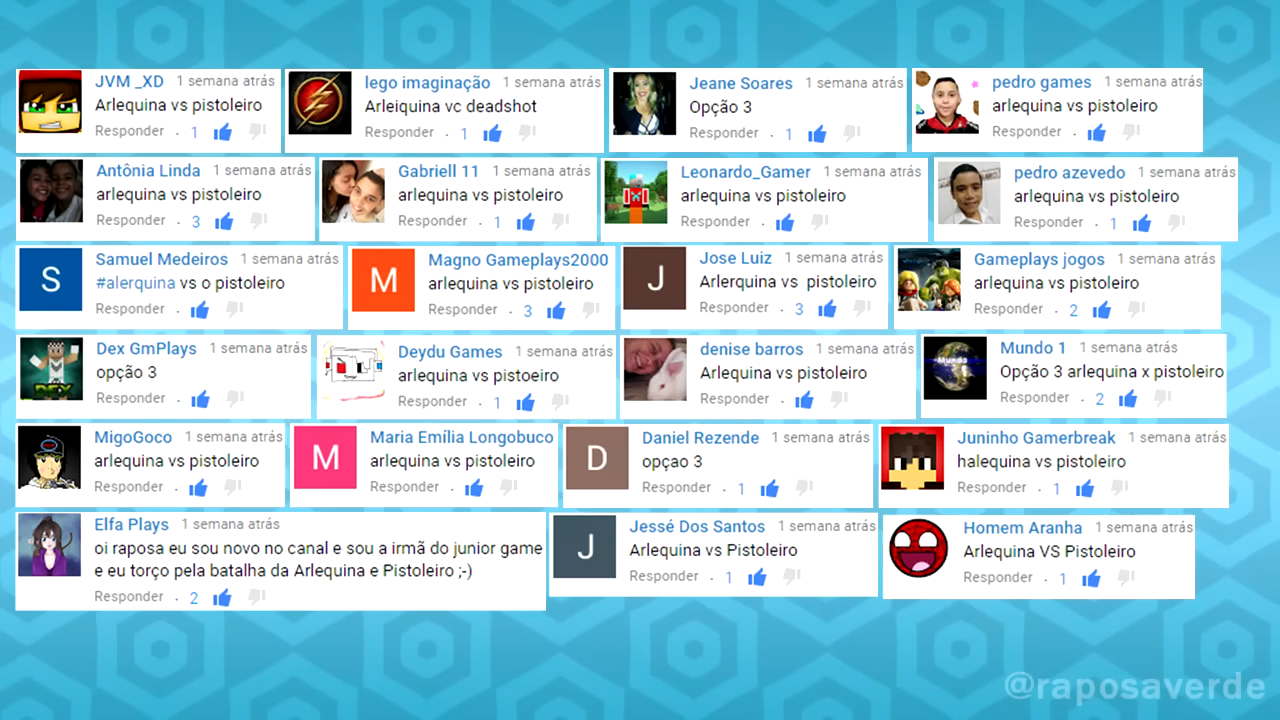 JVM _XD 1 semana atrás
Arlequina vs pistoleiro
Responder · 1
lego imaginação 1 semana atrás
Arleiquina vc deadshot
Responder · 1
Jeane Soares 1 semana atrás
Opção 3
Responder · 1
pedro games 1 semana atrás
arlequina vs pistoleiro
Responder ·
Antônia Linda 1 semana atrás
arlequina vs pistoleiro
Responder · 3
Gabriell 11 1 semana atrás
arlequina vs pistoleiro
Responder · 1
Leonardo_Gamer 1 semana atrás
arlequina vs pistoleiro
Responder ·
pedro azevedo 1 semana atrás
arlequina vs pistoleiro
Responder · 1
S
Samuel Medeiros 1 semana atrás
#alerquina vs o pistoleiro
Responder ·
M
Magno Gameplays2000
arlequina vs pistoleiro
Responder · 3
J
Jose Luiz 1 semana atrás
Arlerquina vs pistoleiro
Responder · 3
Gameplays jogos 1 semana atrás
arlequina vs pistoleiro
Responder · 2
DEX
Dex GmPlays 1 semana atrás
opção 3
Responder ·
Deydu Games 1 semana atrás
arlequina vs pistoeiro
Responder · 1
denise barros 1 semana atrás
Arlequina vs pistoleiro
Responder ·
Mundo
Mundo 1 1 semana atrás
Opção 3 arlequina x pistoleiro
Responder · 2
MigoGoco 1 semana atrás
arlequina vs pistoleiro
Responder ·
M
Maria Emília Longobuco
arlequina vs pistoleiro
Responder ·
D
Daniel Rezende 1 semana atrás
opçao 3
Responder · 1
Juninho Gamerbreak 1 semana atrás
halequina vs pistoleiro
Responder · 1
Elfa Plays 1 semana atrás
oi raposa eu sou novo no canal e sou a irmã do junior game
e eu torço pela batalha da Arlequina e Pistoleiro ;-)
Responder · 2
J
Jessé Dos Santos 1 semana atrás
Arlequina vs Pistoleiro
Responder · 1
Homem Aranha 1 semana atrás
Arlequina VS Pistoleiro
Responder · 1
@raposaverde